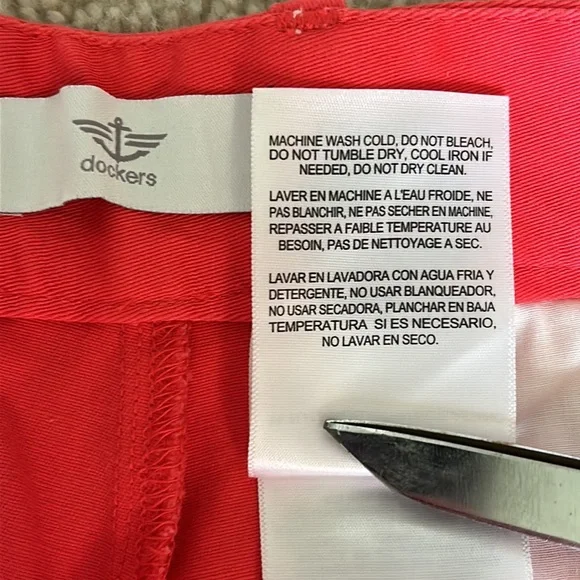 dockers
MACHINE WASH COLD, DO NOT BLEACH,
DO NOT TUMBLE DRY, COOL IRON IF
NEEDED, DO NOT DRY CLEAN.
LAVER EN MACHINE A L'EAU FROIDE, NE
PAS BLANCHIR, NE PAS SECHER EN MACHINE,
REPASSER A FAIBLE TEMPERATURE AU
BESOIN, PAS DE NETTOYAGE A SEC.
LAVAR EN LAVADORA CON AGUA FRIA Y
DETERGENTE, NO USAR BLANQUEADOR,
NO USAR SECADORA, PLANCHAR EN BAJA
TEMPERATURA SI ES NECESARIO,
NO LAVAR EN SECO.